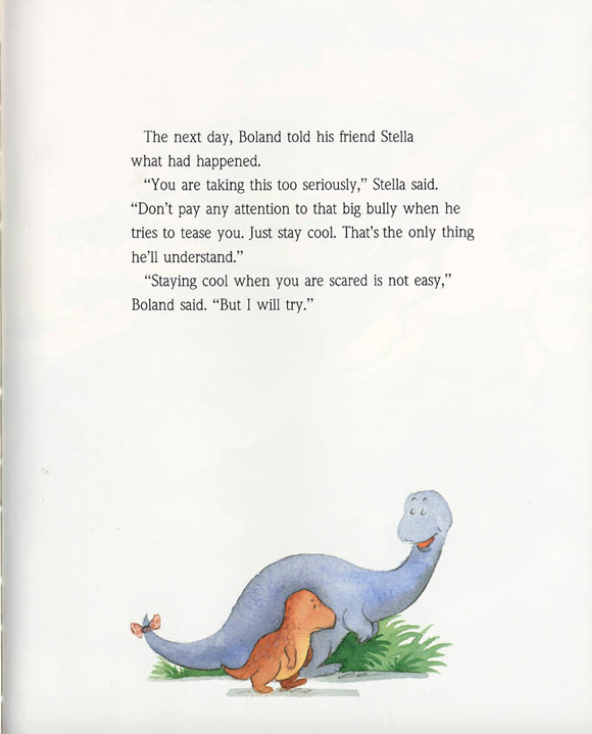 The next day, Boland told his friend Stella
what had happened.
“You are taking this too seriously,” Stella said.
“Don’t pay any attention to that big bully when he
tries to tease you. Just stay cool. That’s the only thing
he’ll understand.”
“Staying cool when you are scared is not easy,”
Boland said. “But I will try.”